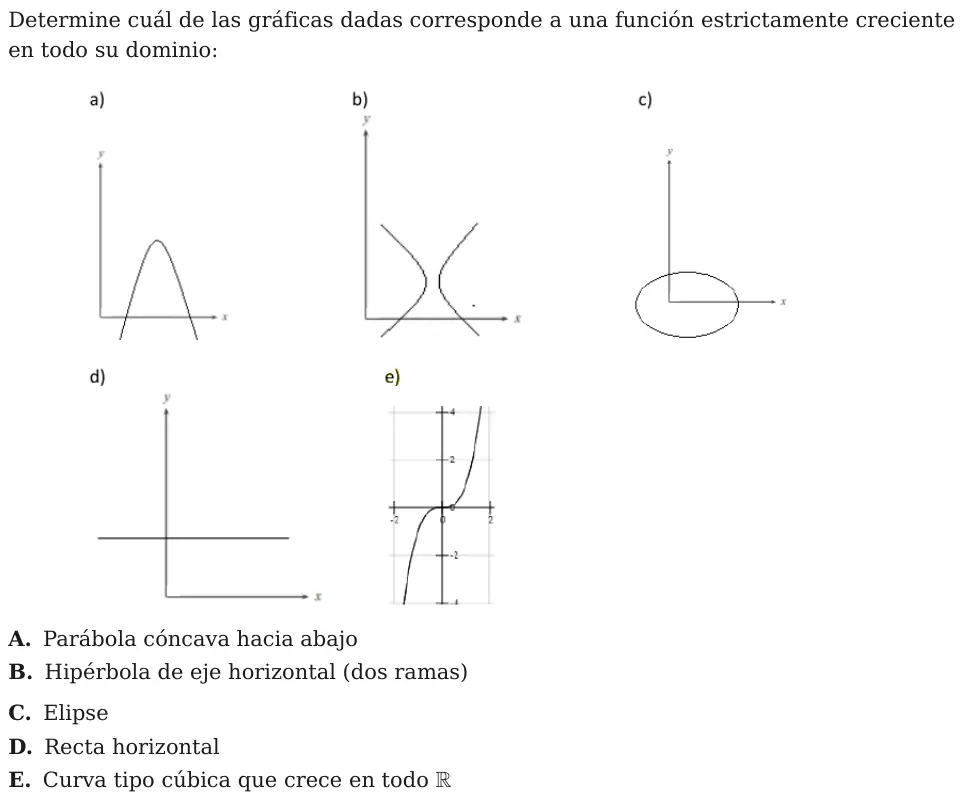 Determine cuál de las gráficas dadas corresponde a una función estrictamente creciente
en todo su dominio:
a)
b)
c)
y
y
y
x
x
x
d)
e)
y
x
4
2
-2
0
0
2
-2
-4
A. Parábola cóncava hacia abajo
B. Hipérbola de eje horizontal (dos ramas)
C. Elipse
D. Recta horizontal
E. Curva tipo cúbica que crece en todo ℝ